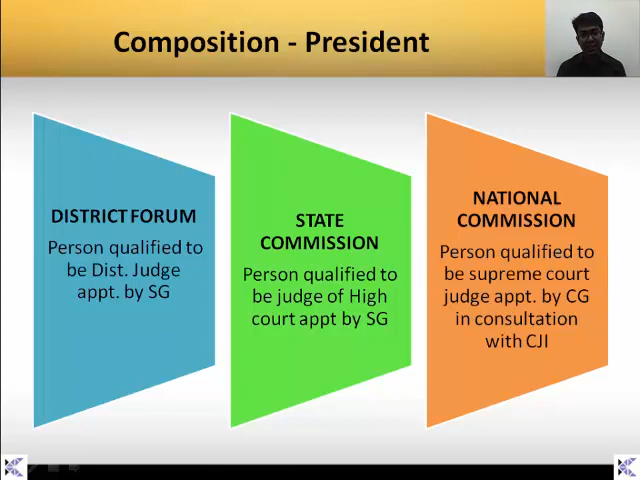 Composition - President
DISTRICT FORUM
Person qualified to
be Dist. Judge
appt. by SG
STATE
COMMISSION
Person qualified to
be judge of High
court appt by SG
NATIONAL
COMMISSION
Person qualified to
be supreme court
judge appt. by CG
in consultation
with CJI